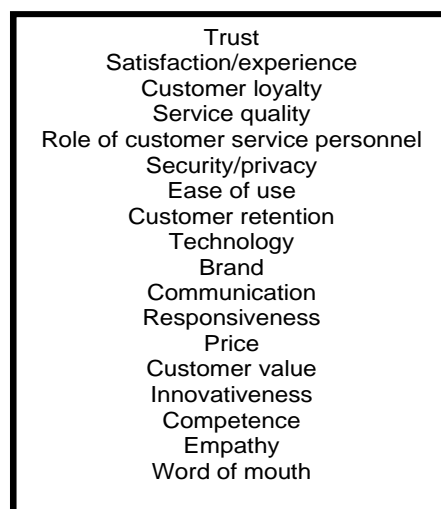 Trust
Satisfaction/experience
Customer loyalty
Service quality
Role of customer service personnel
Security/privacy
Ease of use
Customer retention
Technology
Brand
Communication
Responsiveness
Price
Customer value
Innovativeness
Competence
Empathy
Word of mouth